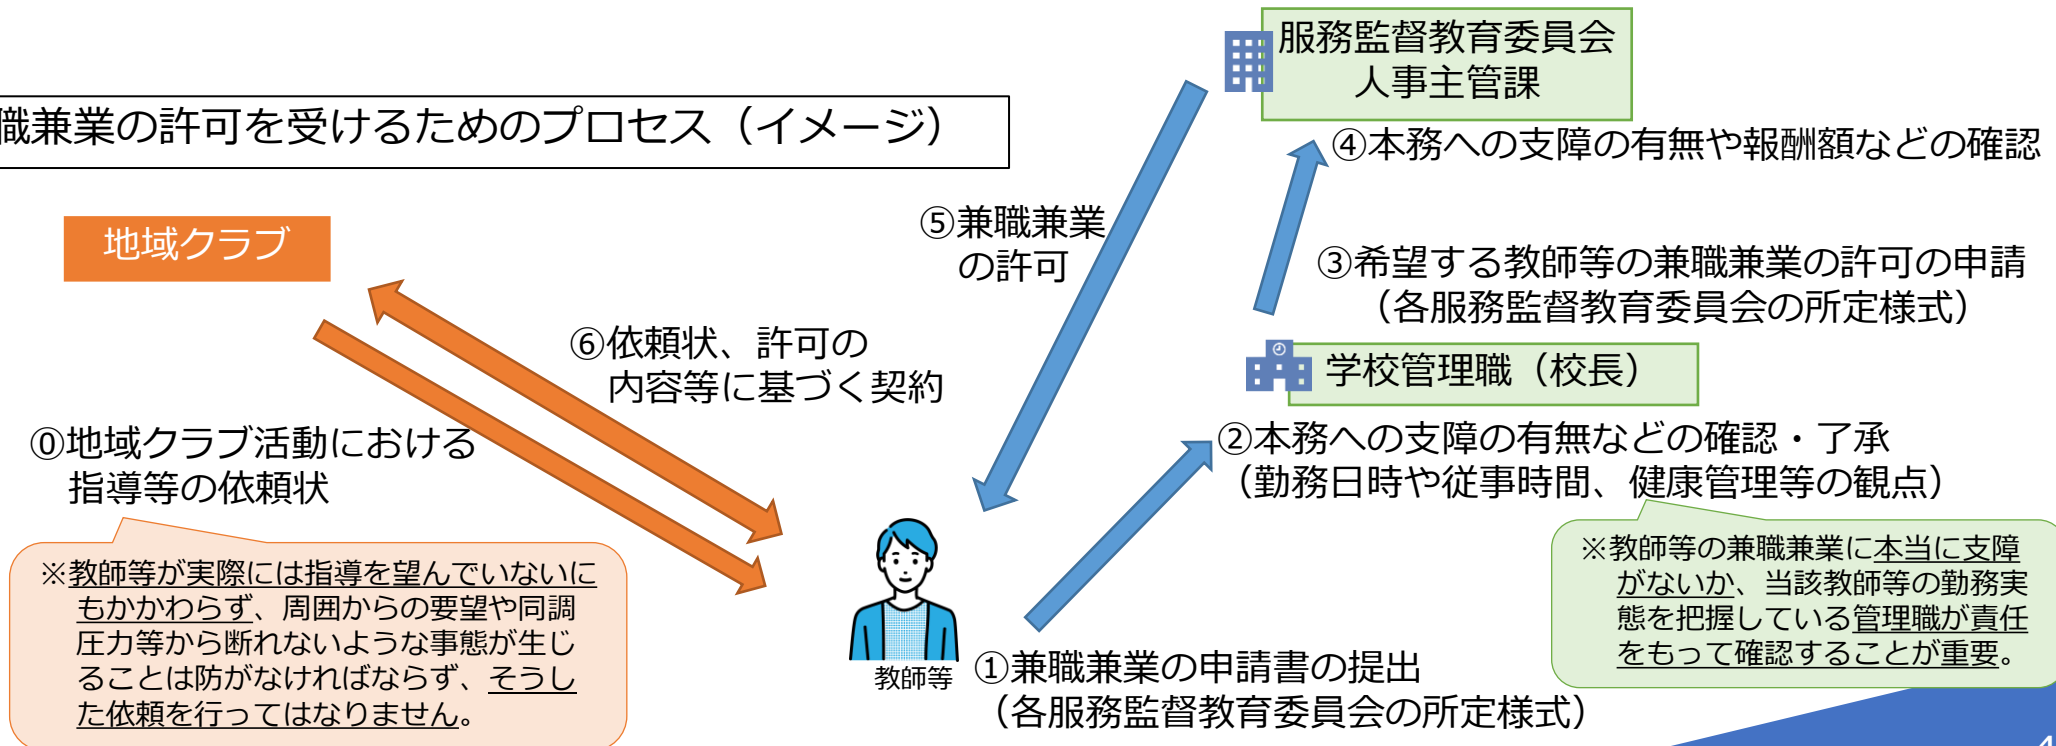 職兼業の許可を受けるためのプロセス（イメージ）
服務監督教育委員会
人事主管課
④本務への支障の有無や報酬額などの確認
地域クラブ
⑤兼職兼業
の許可
③希望する教師等の兼職兼業の許可の申請
（各服務監督教育委員会の所定様式）
⑥依頼状、許可の
内容等に基づく契約
学校管理職（校長）
⓪地域クラブ活動における
指導等の依頼状
②本務への支障の有無などの確認・了承
（勤務日時や従事時間、健康管理等の観点）
※教師等が実際には指導を望んでいないに
もかかわらず、周囲からの要望や同調
圧力等から断れないような事態が生じ
ることは防がなければならず、そうし
た依頼を行ってはなりません。
※教師等の兼職兼業に本当に支障
がないか、当該教師等の勤務実
態を把握している管理職が責任
をもって確認することが重要。
教師等
①兼職兼業の申請書の提出
（各服務監督教育委員会の所定様式）